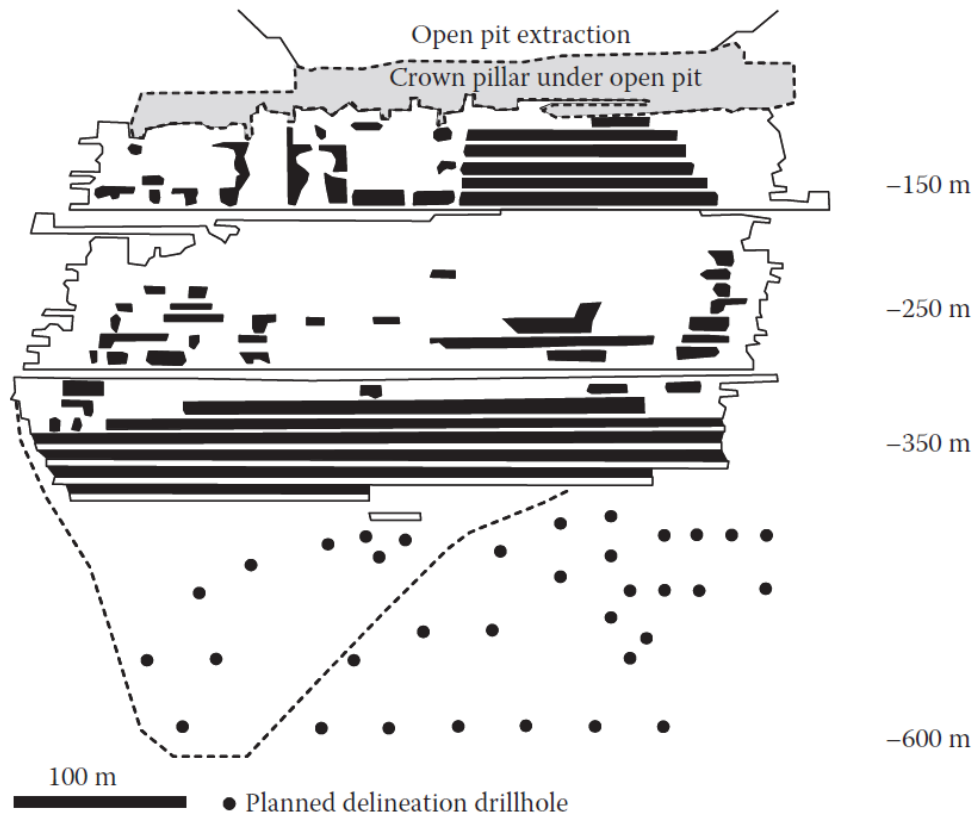 Open pit extraction
Crown pillar under open pit
–150 m
–250 m
–350 m
–600 m
100 m
Planned delineation drillhole